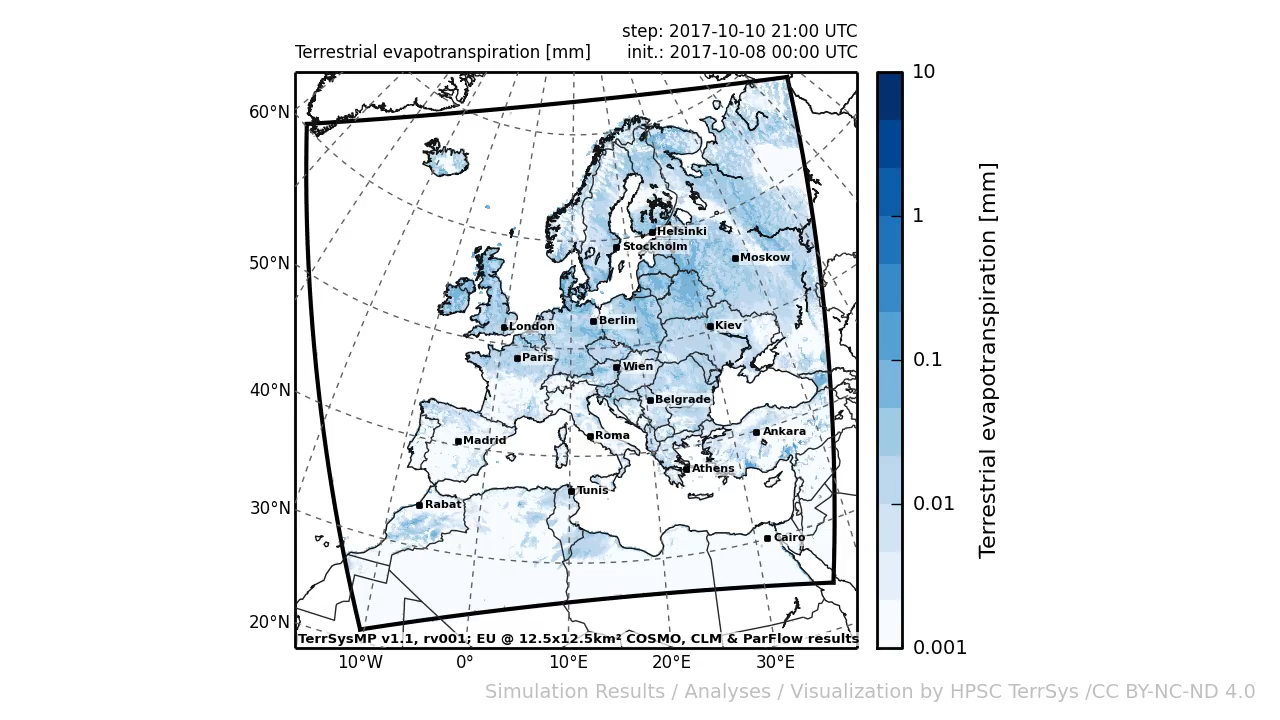 step: 2017-10-10 21:00 UTC
Terrestrial evapotranspiration [mm] init.: 2017-10-08 00:00 UTC
10
60°N
1
Helsinki
Stockholm
Moscow
50°N
London
Berlin
Kiev
Paris
0.1
Wien
40°N
Belgrade
Madrid
Roma
Ankara
Athens
Tunis
Rabat
0.01
30°N
Cairo
Terrestrial evapotranspiration [mm]
20°N
TerrSysMP v1.1, rv001; EU @ 12.5x12.5km² COSMO, CLM & ParFlow results
0.001
10°W 0° 10°E 20°E 30°E
Simulation Results / Analyses / Visualization by HPSC TerrSys /CC BY-NC-ND 4.0